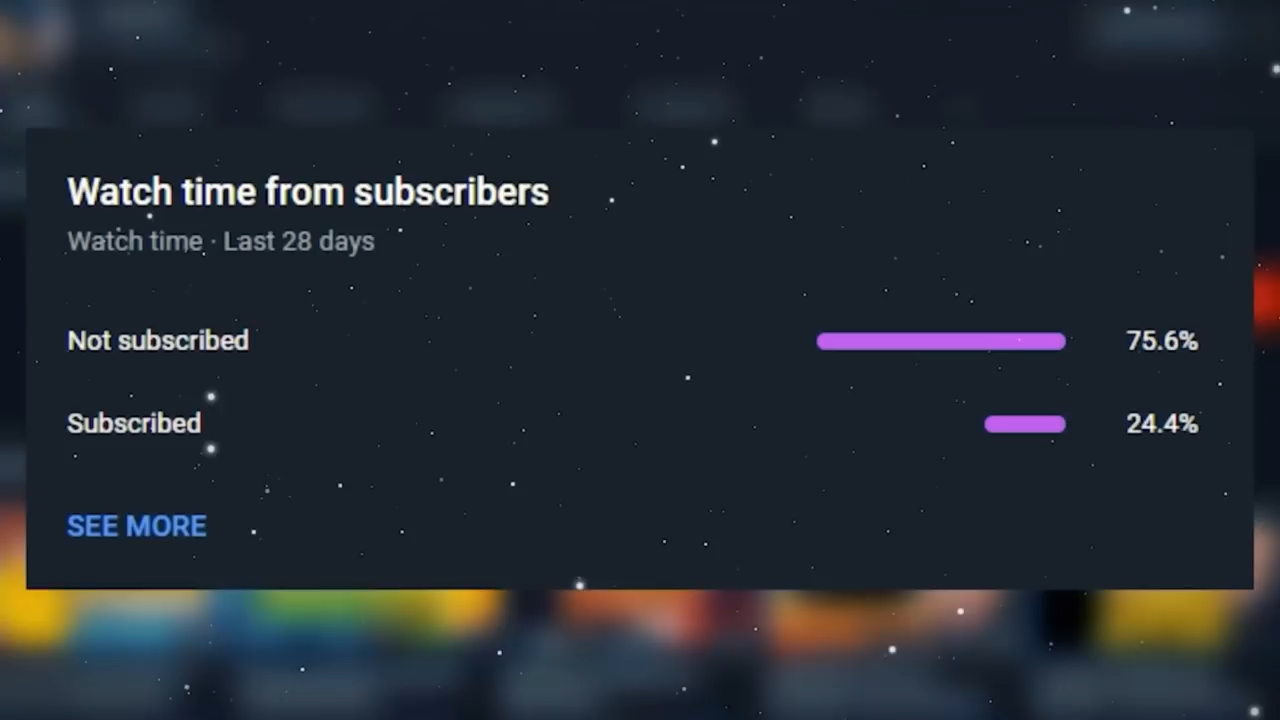 Watch time from subscribers
Watch time · Last 28 days
Not subscribed 75.6%
Subscribed 24.4%
SEE MORE